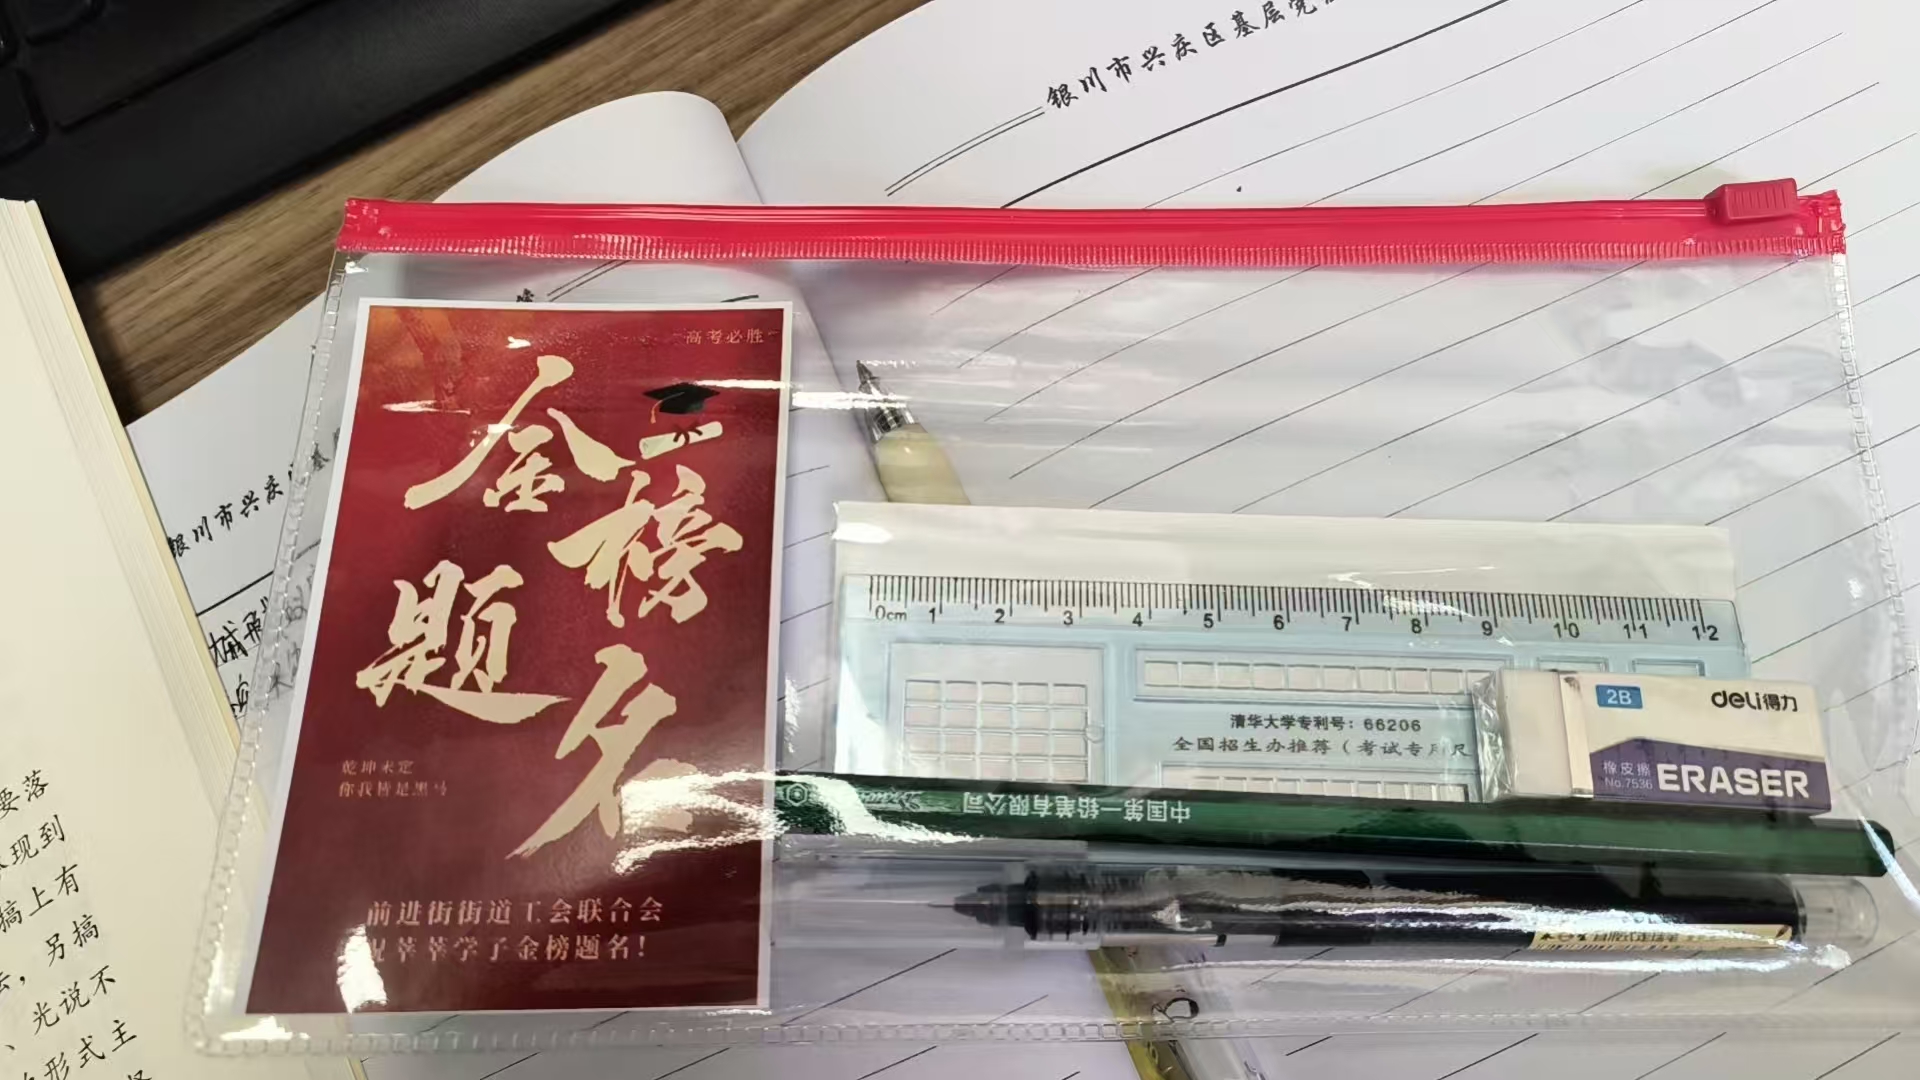 银川市兴庆区基层党
高考必胜
金榜
题名
乾坤未定
你我皆是黑马
前进街街道工会联合会
祝莘莘学子金榜题名！
0cm 1 2 3 4 5 6 7 8 9 10 11 12
清华大学专利号：66206
全国招生办推荐（考试专用尺
2B
deli得力
橡皮擦
No.7536
ERASER
中国第一铅笔有限公司
银川市兴庆
要落
现到
搞上有
，另搞
、光说不
形式主